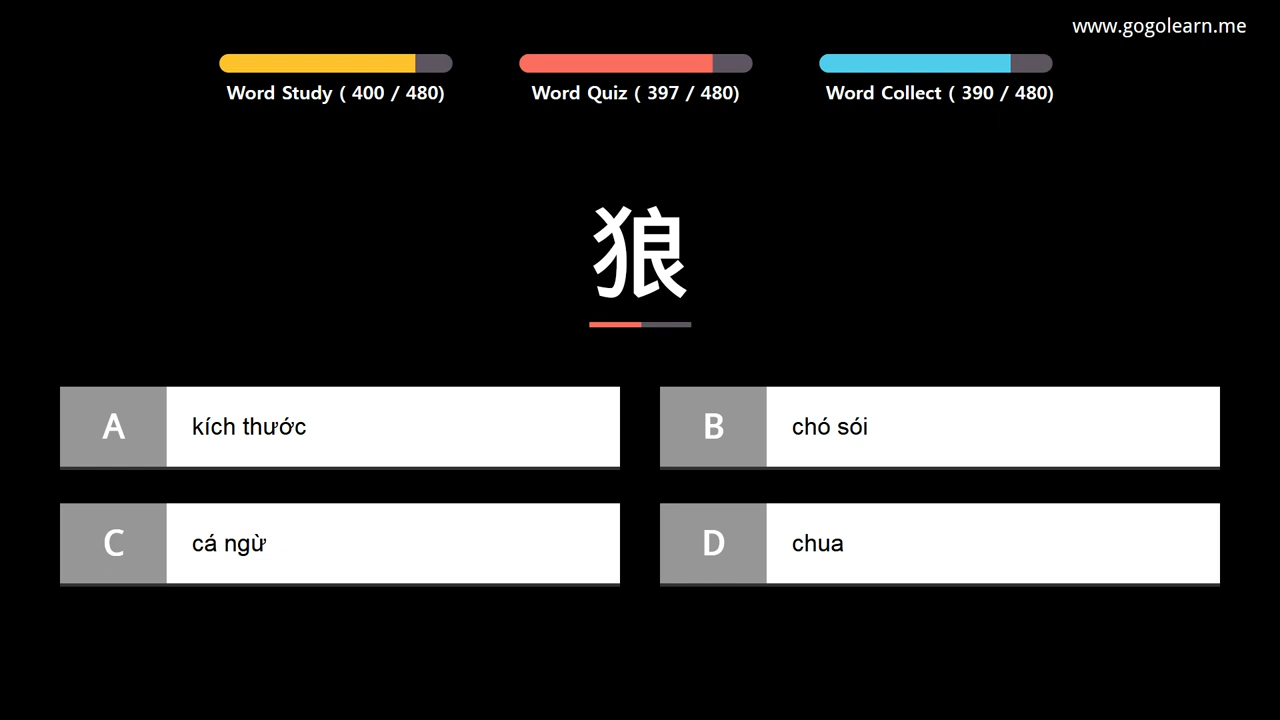 www.gogolearn.me
Word Study ( 400 / 480)
Word Quiz ( 397 / 480)
Word Collect ( 390 / 480)
狼
A kích thước
B chó sói
C cá ngừ
D chua